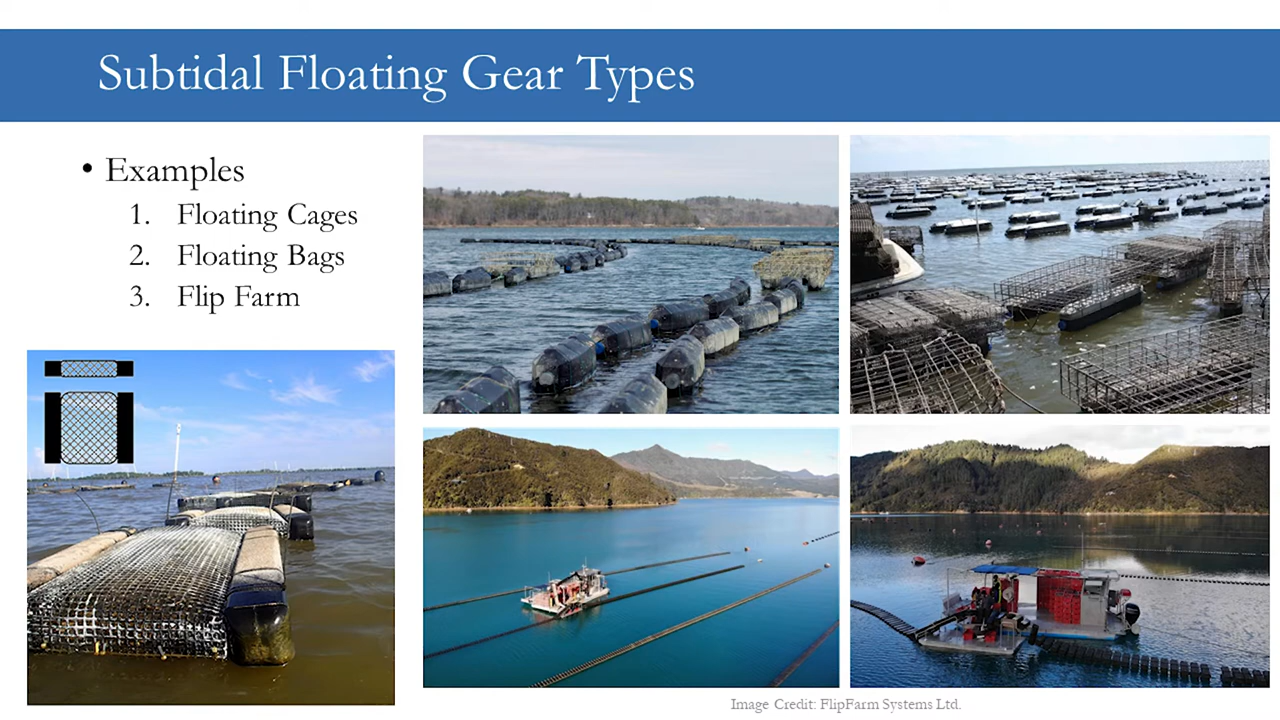 Subtidal Floating Gear Types
• Examples
1. Floating Cages
2. Floating Bags
3. Flip Farm
Image Credit: FlipFarm Systems Ltd.